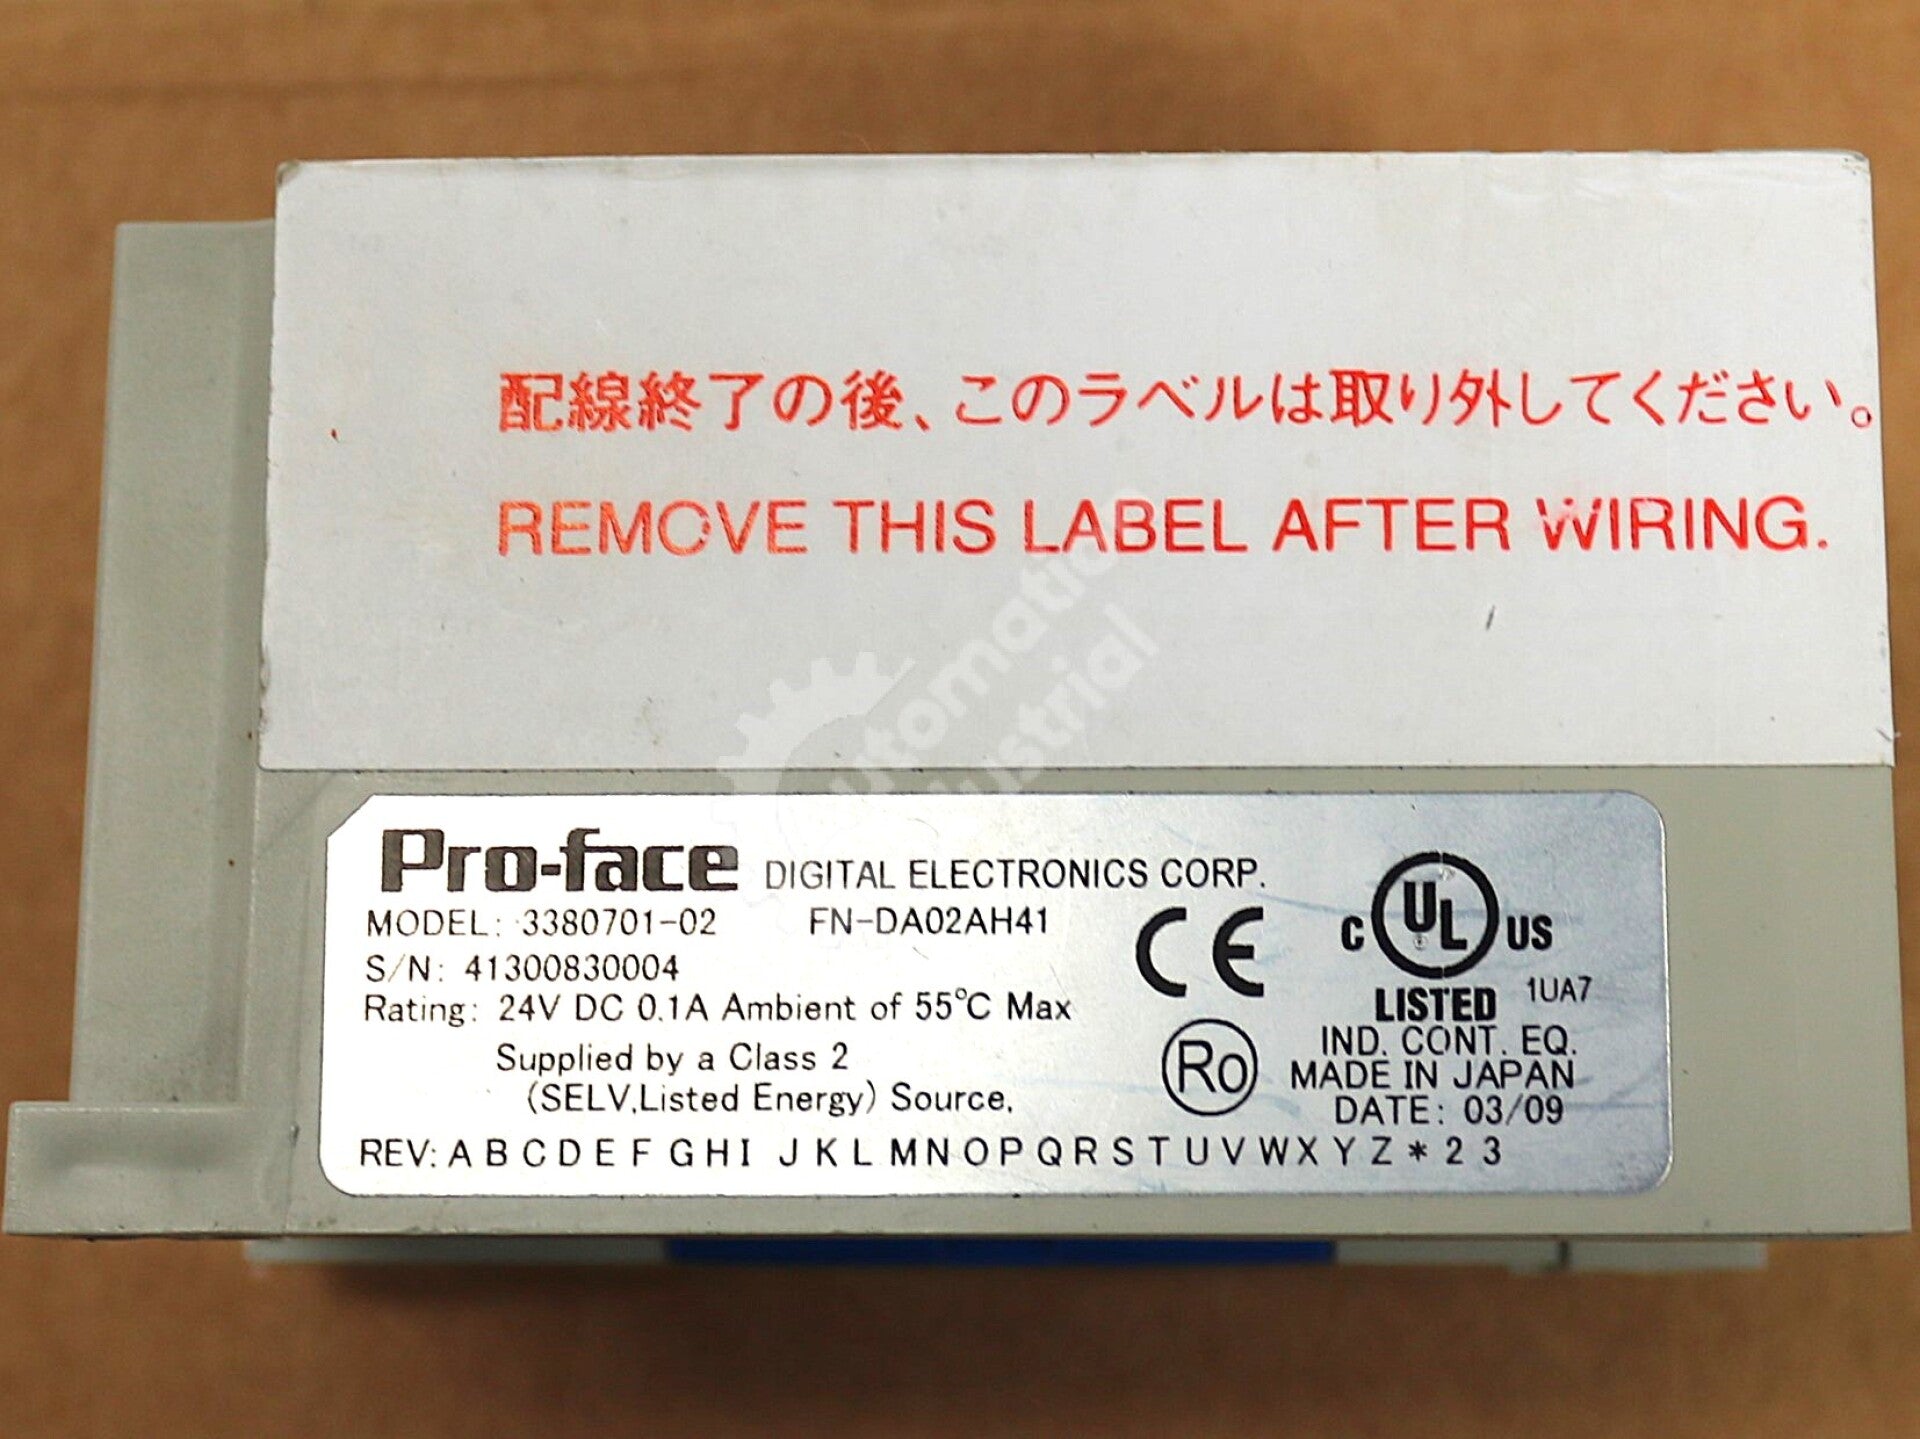 配線終了の後、このラベルは取り外してください。
REMOVE THIS LABEL AFTER WIRING.
Automation
Industrial
Pro-face DIGITAL ELECTRONICS CORP.
MODEL: 3380701-02 FN-DA02AH41
S/N: 41300830004
Rating: 24V DC 0.1A Ambient of 55°C Max
Supplied by a Class 2
(SELV,Listed Energy) Source.
CE
C UL US
LISTED 1UA7
Ro
IND. CONT. EQ.
MADE IN JAPAN
DATE: 03/09
REV: A B C D E F G H I J K L M N O P Q R S T U V W X Y Z * 2 3